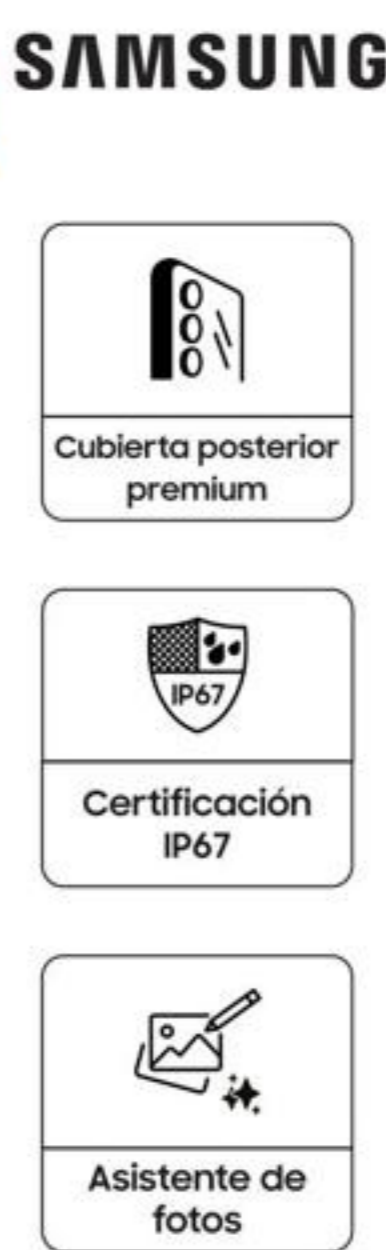 SAMSUNG
Cubierta posterior
premium
IP67
Certificación
IP67
Asistente de
fotos